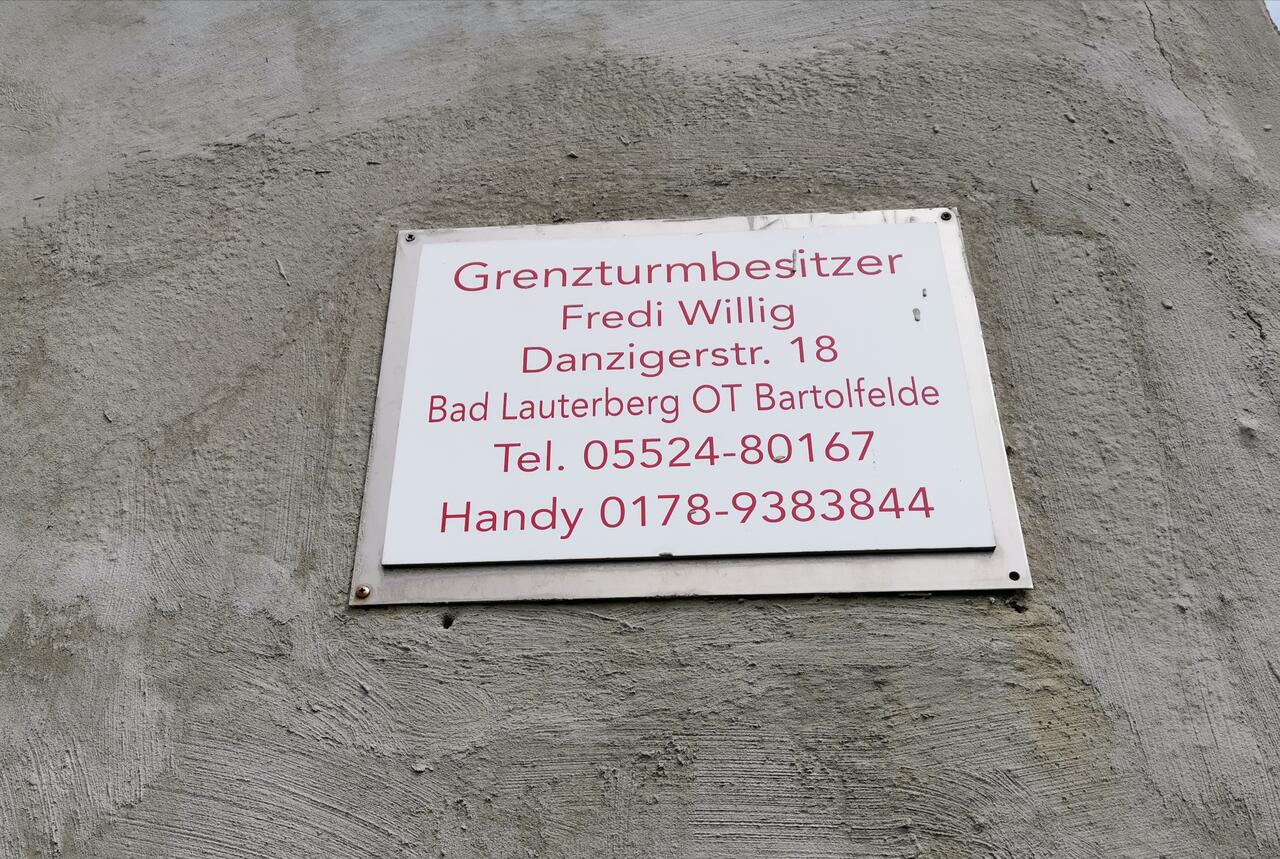 Grenzturmbesitzer
Fredi Willig
Danzigerstr. 18
Bad Lauterberg OT Bartolfelde
Tel. 05524-80167
Handy 0178-9383844